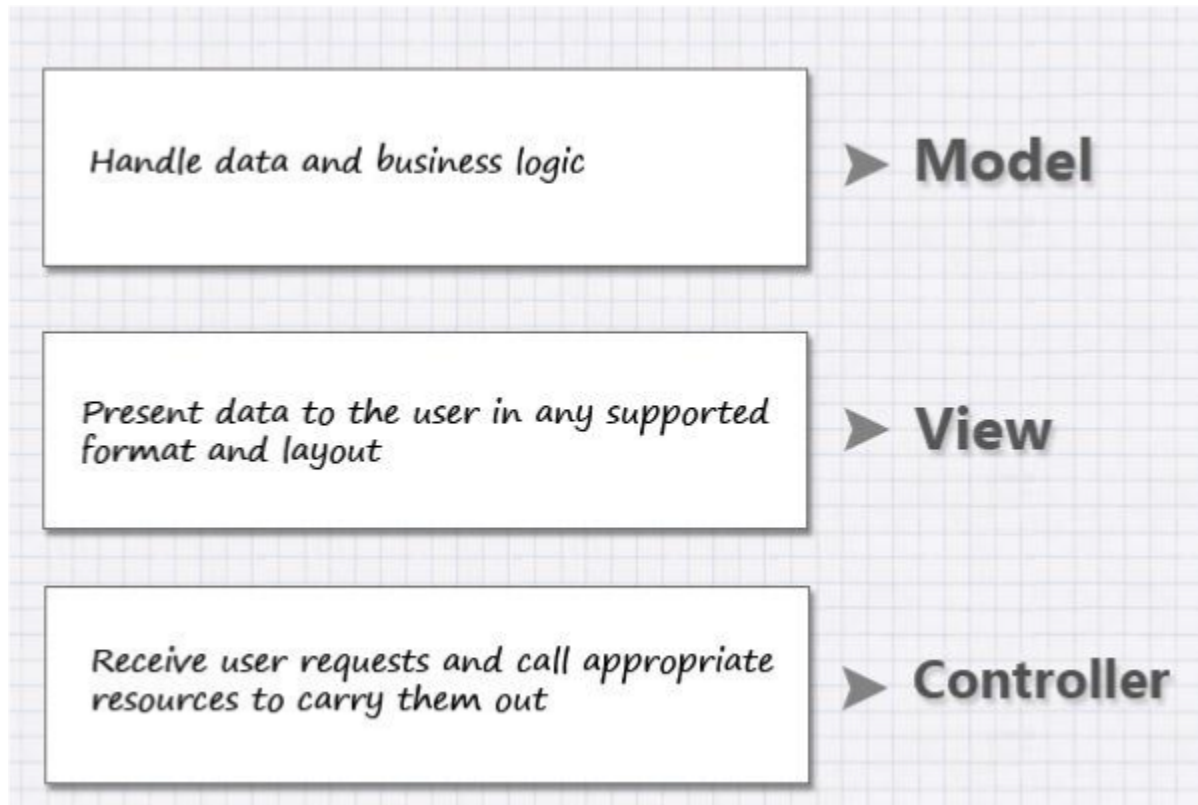 Handle data and business logic
Model
Present data to the user in any supported
format and layout
View
Receive user requests and call appropriate
resources to carry them out
Controller